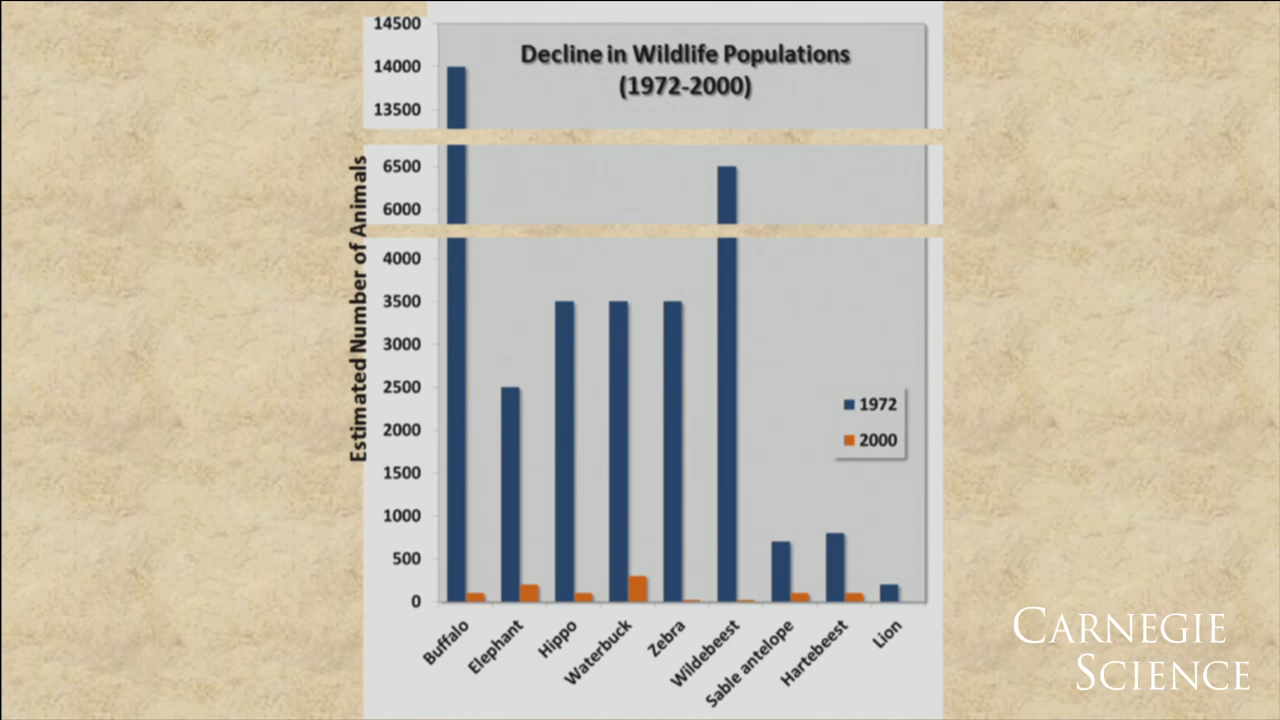 Decline in Wildlife Populations
(1972-2000)
Estimated Number of Animals
14500
14000
13500
6500
6000
4000
3500
3000
2500
2000
1500
1000
500
0
1972
2000
Buffalo
Elephant
Hippo
Waterbuck
Zebra
Wildebeest
Sable antelope
Hartebeest
Lion
CARNEGIE
SCIENCE